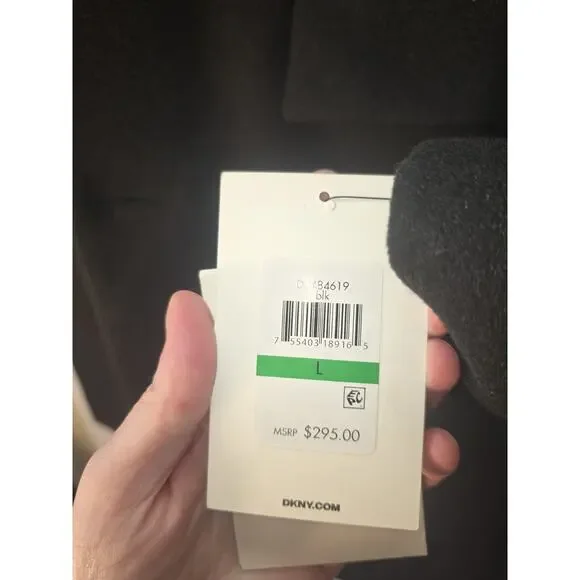 blk
7 55403 18916 5
L
MSRP $295.00
DKNY.COM